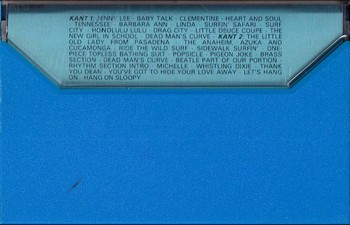 KANT 1: JENNY LEE · BABY TALK · CLEMENTINE · HEART AND SOUL
· TENNESSEE · BARBARA ANN · LINDA · SURFIN' SAFARI · SURF
CITY · HONOLULU LULU · DRAG CITY · LITTLE DEUCE COUPE · THE
NEW GIRL IN SCHOOL · DEAD MAN'S CURVE · KANT 2: THE LITTLE
OLD LADY FROM PASADENA · THE ANAHEIM, AZUKA AND
CUCAMONGA · RIDE THE WILD SURF · SIDEWALK SURFIN' · ONE-
PIECE TOPLESS BATHING SUIT · POPSICLE · PIGEON JOKE · BRASS
SECTION · DEAD MAN'S CURVE · BEATLE PART OF OUR PORTION ·
RHYTHM SECTION INTRO · MICHELLE · WHISTLING DIXIE · THANK
YOU DEAN · YOU'VE GOT TO HIDE YOUR LOVE AWAY · LET'S HANG
ON · HANG ON SLOOPY